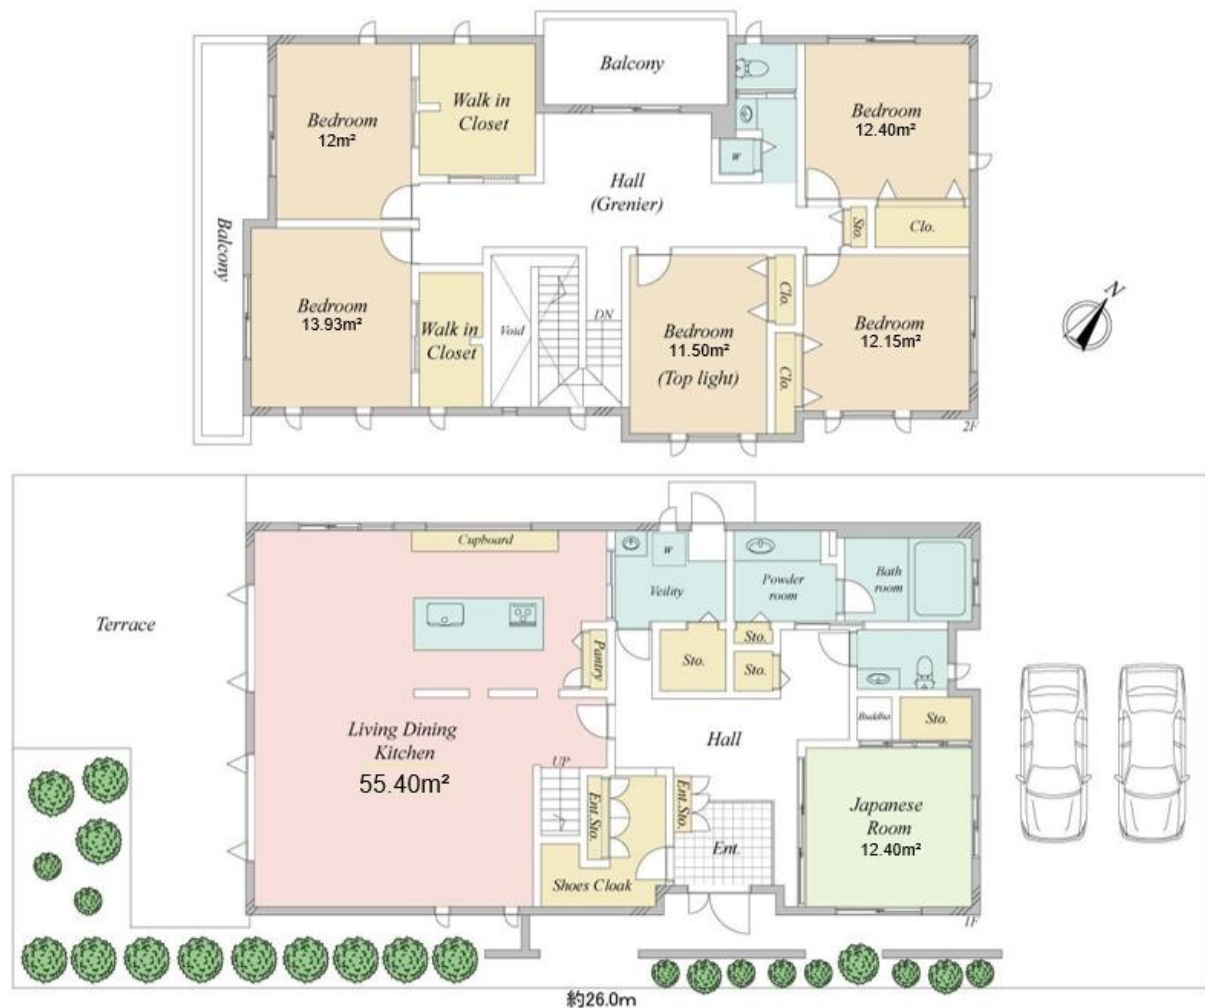 Balcony
Bedroom
12m²
Walk in
Closet
Bedroom
12.40m²
W
Hall
(Grenier)
Sto.
Clo.
Balcony
Bedroom
13.93m²
Walk in
Closet
Void
DN
Bedroom
11.50m²
(Top light)
Clo.
Clo.
Bedroom
12.15m²
N
2F
Cupboard
W
Veility
Powder
room
Bath
room
Terrace
Pantry
Sto.
Sto.
Sto.
Buddha
Sto.
Living Dining
Kitchen
55.40m²
Hall
UP
Ent.Sto.
Ent.Sto.
Ent.
Japanese
Room
12.40m²
Shoes Cloak
1F
約26.0m